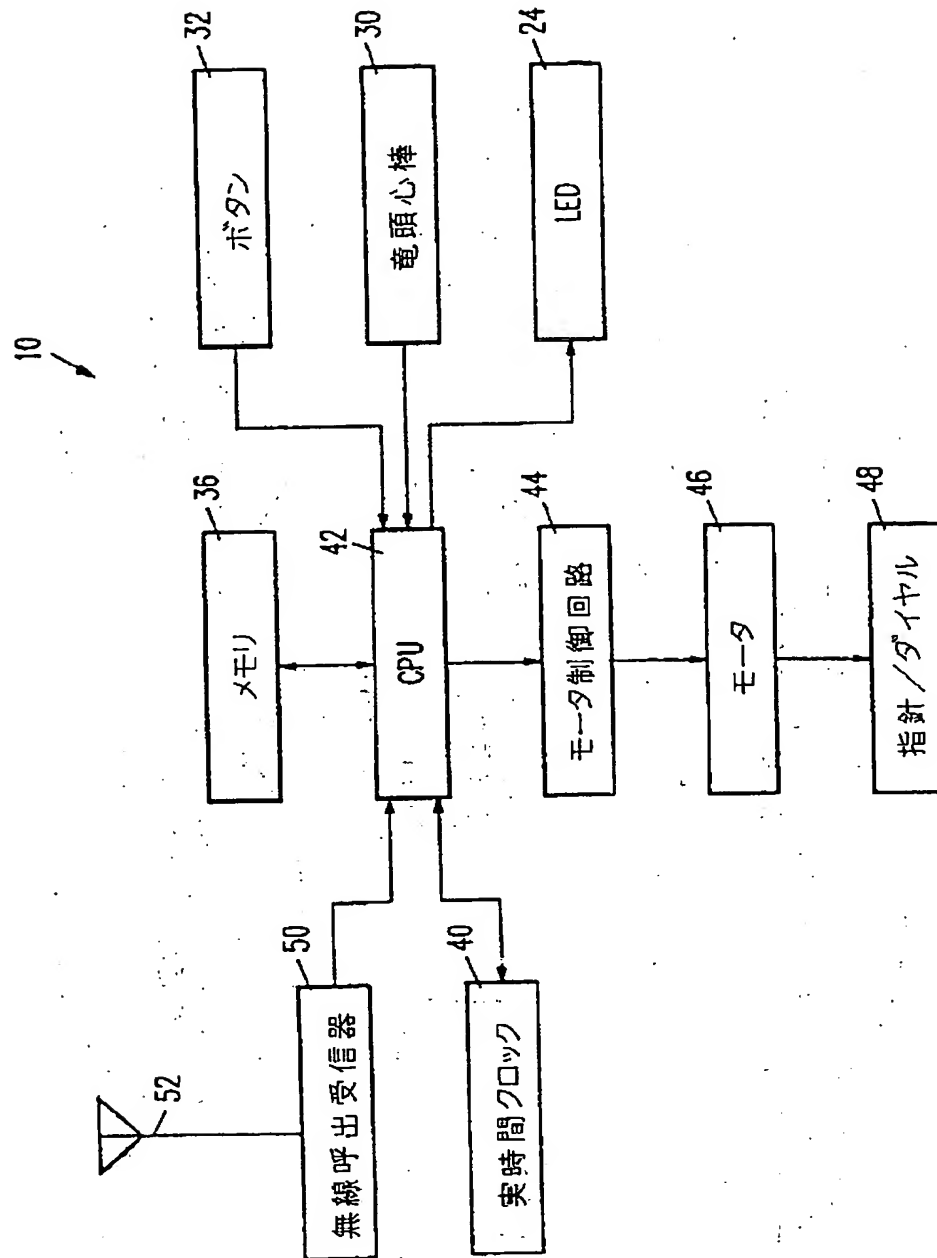 10
52
50
無線呼出受信器
40
実時間クロック
36
メモリ
42
CPU
44
モータ制御回路
46
モータ
48
指針／ダイヤル
32
ボタン
30
竜頭心棒
24
LED